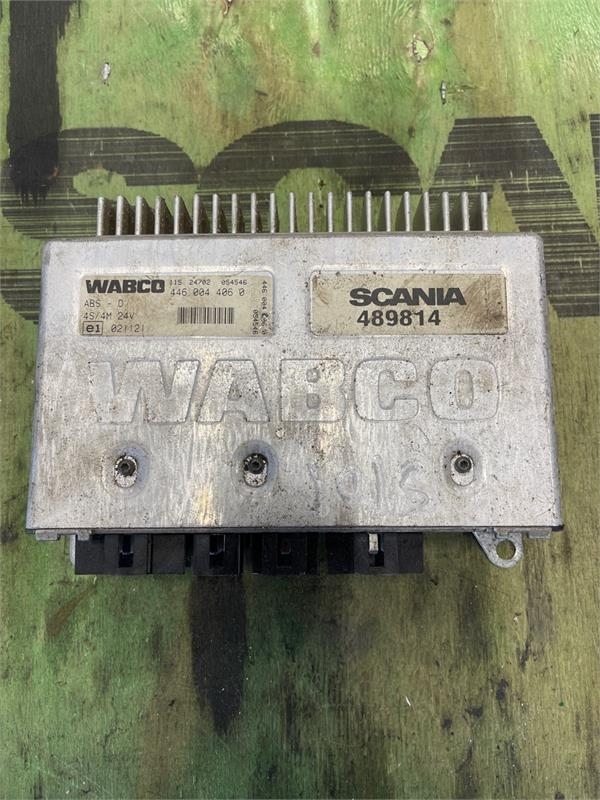 WABCO 115 24702 054546
446 004 406 0
ABS - D
4S/4M 24V
e1 021121
SCANIA
489814
WABCO